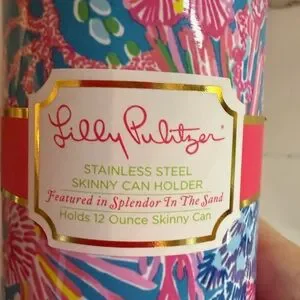 Lilly Pulitzer®
STAINLESS STEEL
SKINNY CAN HOLDER
Featured in Splendor In The Sand
Holds 12 Ounce Skinny Can